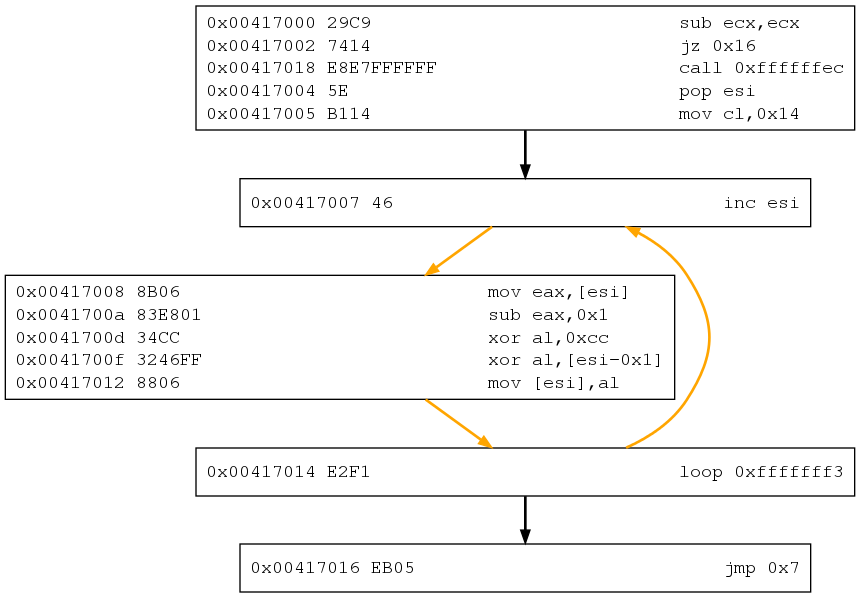 0x00417000 29C9 sub ecx,ecx
0x00417002 7414 jz 0x16
0x00417018 E8E7FFFFFF call 0xffffffec
0x00417004 5E pop esi
0x00417005 B114 mov cl,0x14
0x00417007 46 inc esi
0x00417008 8B06 mov eax,[esi]
0x0041700a 83E801 sub eax,0x1
0x0041700d 34CC xor al,0xcc
0x0041700f 3246FF xor al,[esi-0x1]
0x00417012 8806 mov [esi],al
0x00417014 E2F1 loop 0xfffffff3
0x00417016 EB05 jmp 0x7